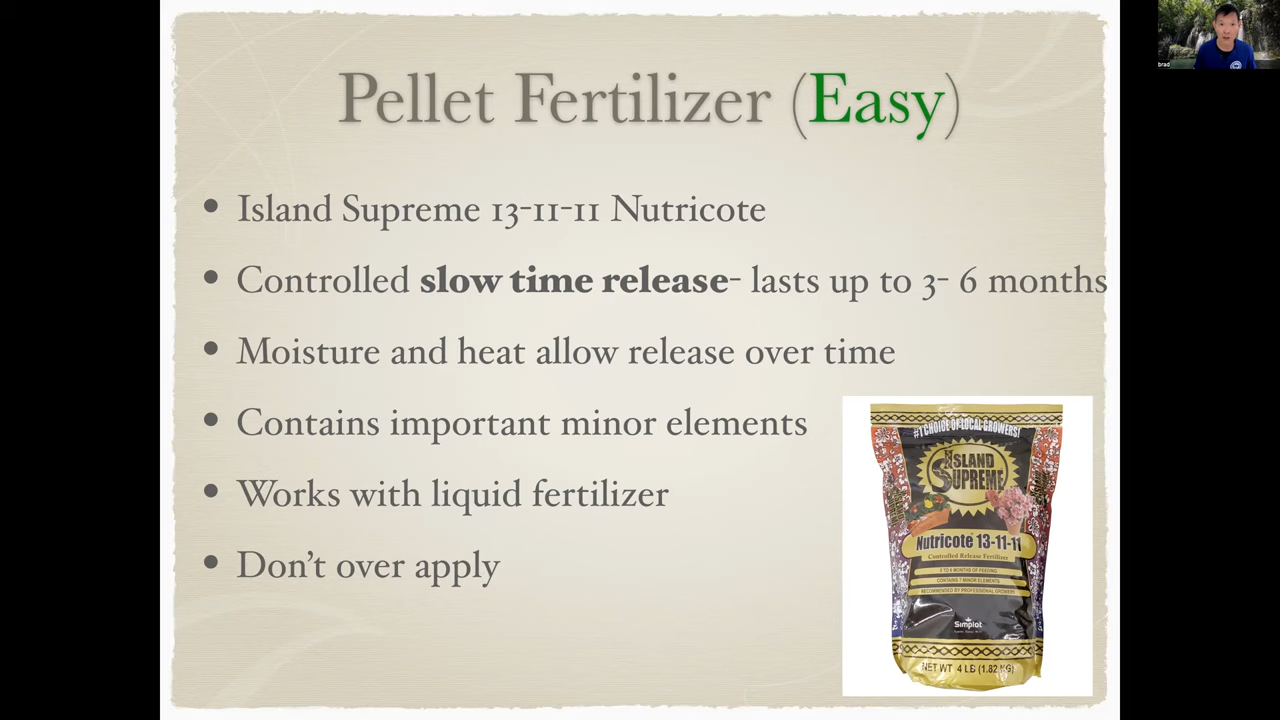 Pellet Fertilizer (Easy)
• Island Supreme 13-11-11 Nutricote
• Controlled slow time release- lasts up to 3- 6 months
• Moisture and heat allow release over time
• Contains important minor elements
• Works with liquid fertilizer
• Don't over apply
#1 CHOICE OF LOCAL GROWERS!
ISLAND
SUPREME
Nutricote 13-11-11
Controlled Release Fertilizer
MONTHS OF FEEDING
CONTAINS 7 MINOR ELEMENTS
RECOMMENDED BY PROFESSIONAL GROWERS
Simplot
NET WT 4 LB (1.82 KG)
brad